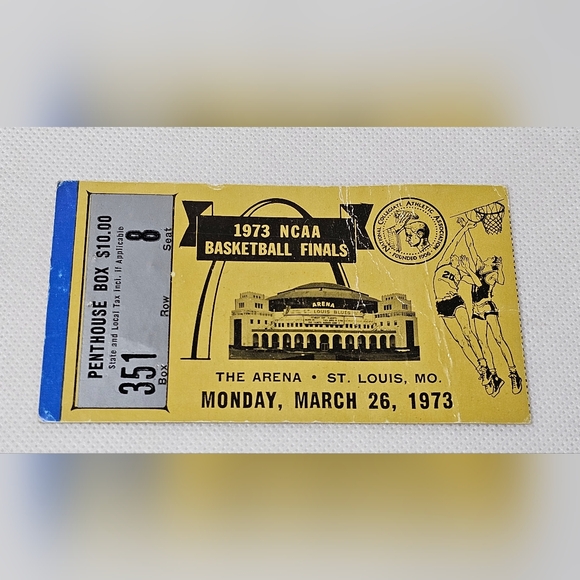 PENTHOUSE BOX $10.00
State and Local Tax Incl. If Applicable
351 Box
Row
8 Seat
1973 NCAA
BASKETBALL FINALS
NATIONAL COLLEGIATE ATHLETIC ASSOCIATION
FOUNDED 1906
20
ARENA
ST. LOUIS BLUES
THE ARENA • ST. LOUIS, MO.
MONDAY, MARCH 26, 1973